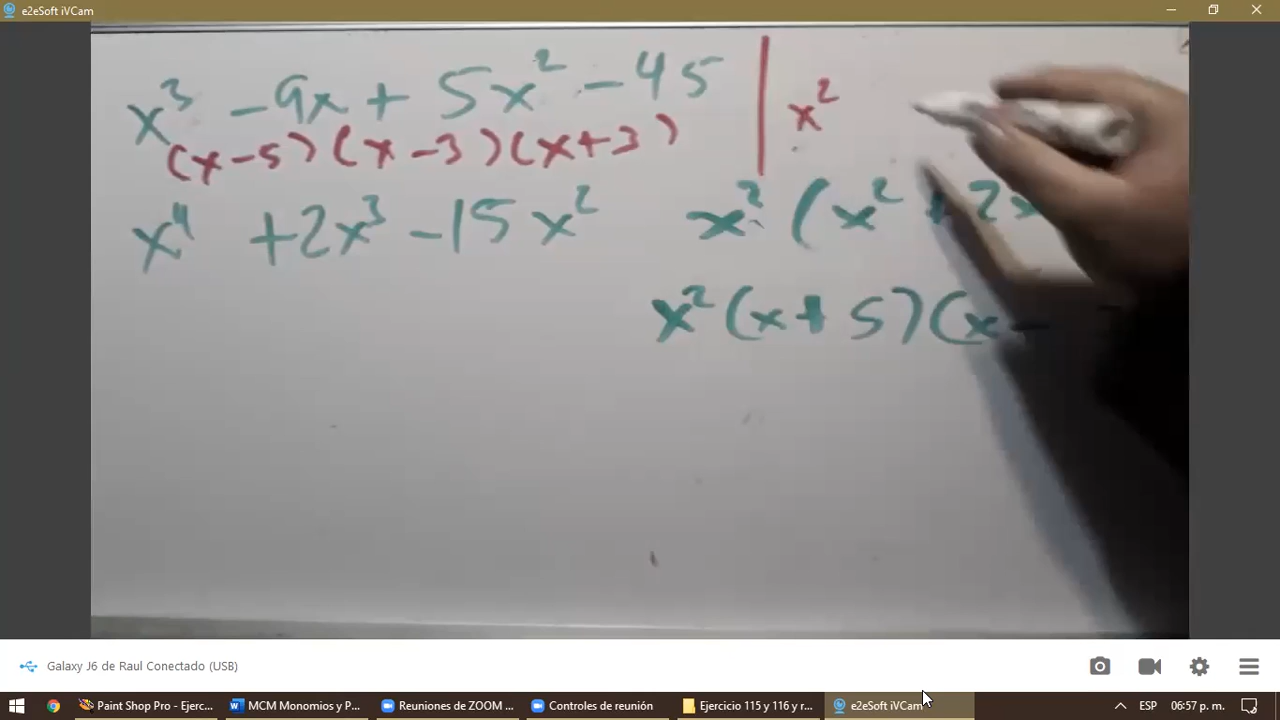 e2eSoft iVCam
x³ - 9x + 5x² - 45 | x²
(x-5) (x-3) (x+3)
x⁴ +2x³ -15x² x² (x² + 2x
x² (x+5) (x-
Galaxy J6 de Raul Conectado (USB)
Paint Shop Pro - Ejerc... MCM Monomios y P... Reuniones de ZOOM ... Controles de reunión Ejercicio 115 y 116 y r... e2eSoft iVCam ESP 06:57 p. m.